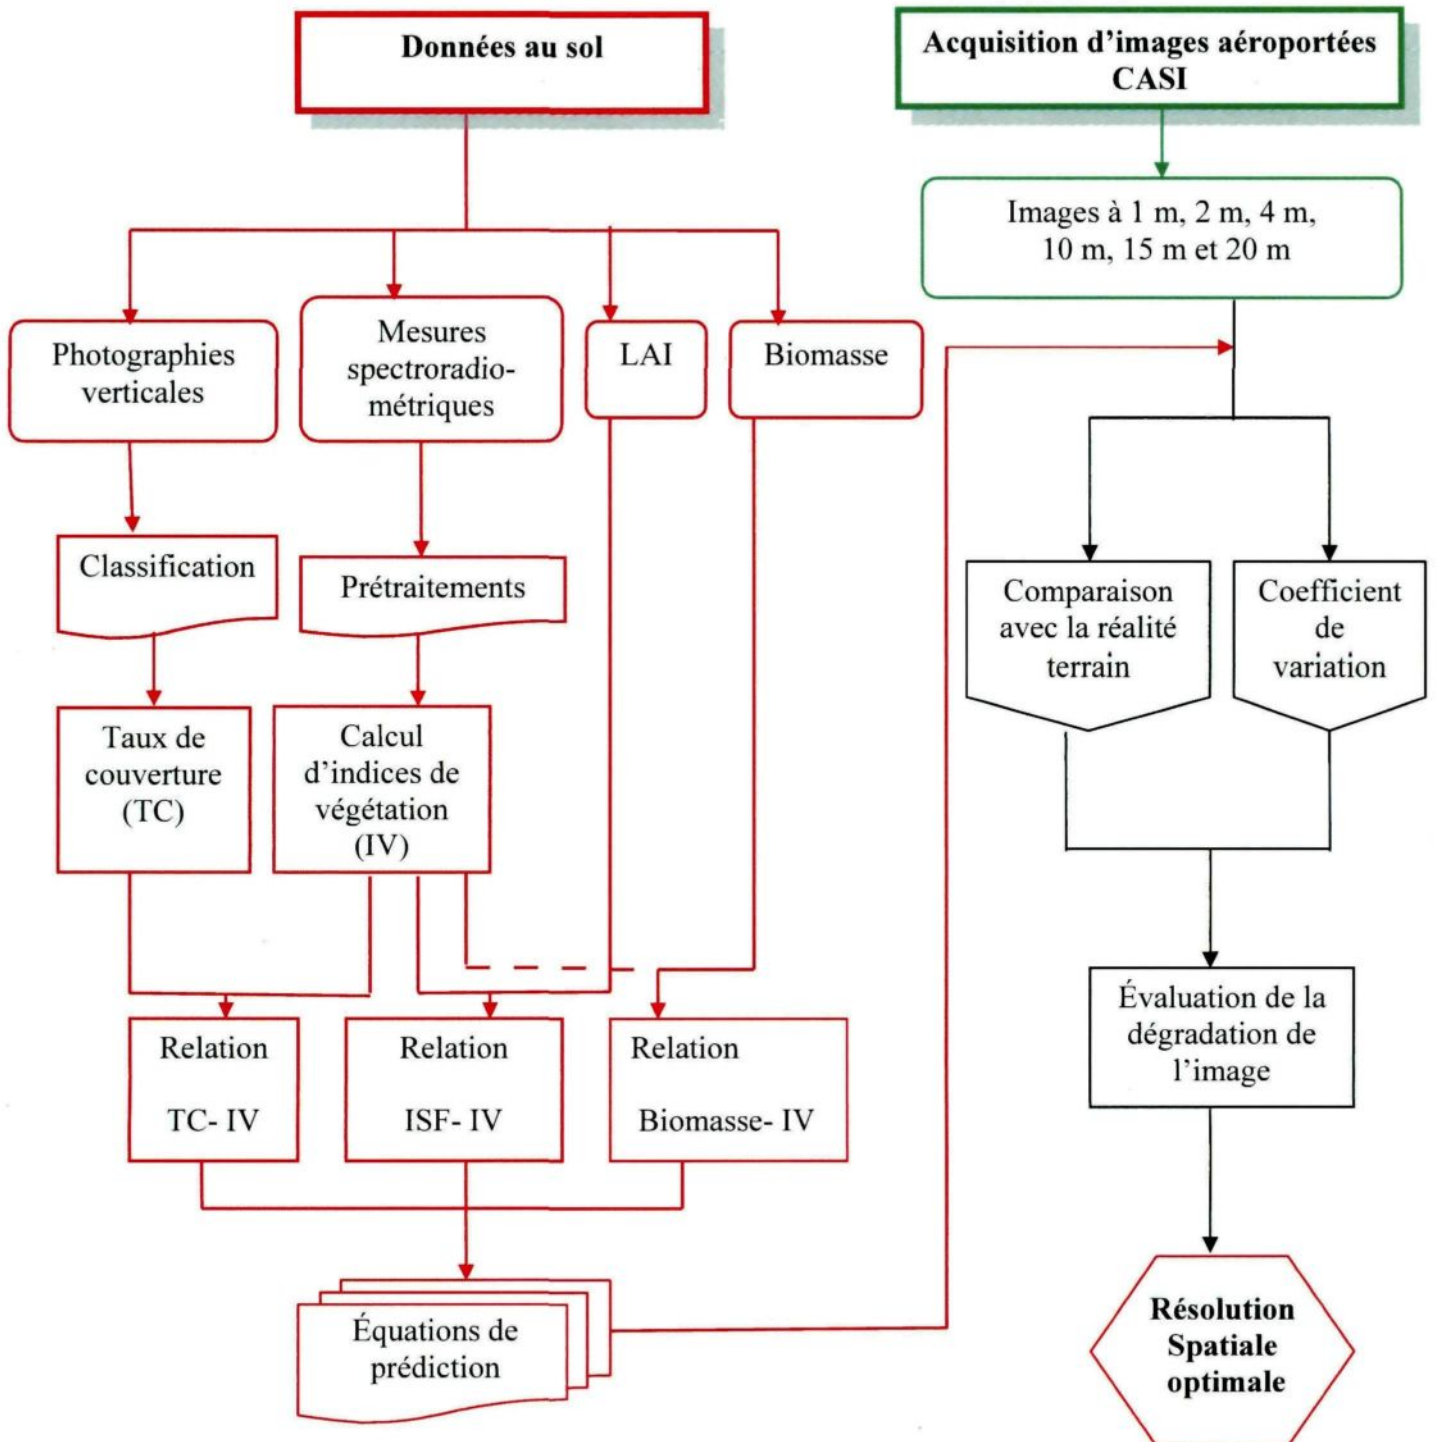 Données au sol
Acquisition d’images aéroportées
CASI
Images à 1 m, 2 m, 4 m,
10 m, 15 m et 20 m
Photographies
verticales
Mesures
spectroradio-
métriques
LAI
Biomasse
Classification
Prétraitements
Comparaison
avec la réalité
terrain
Coefficient
de
variation
Taux de
couverture
(TC)
Calcul
d’indices de
végétation
(IV)
Relation
TC- IV
Relation
ISF- IV
Relation
Biomasse- IV
Évaluation de la
dégradation de
l’image
Équations de
prédiction
Résolution
Spatiale
optimale